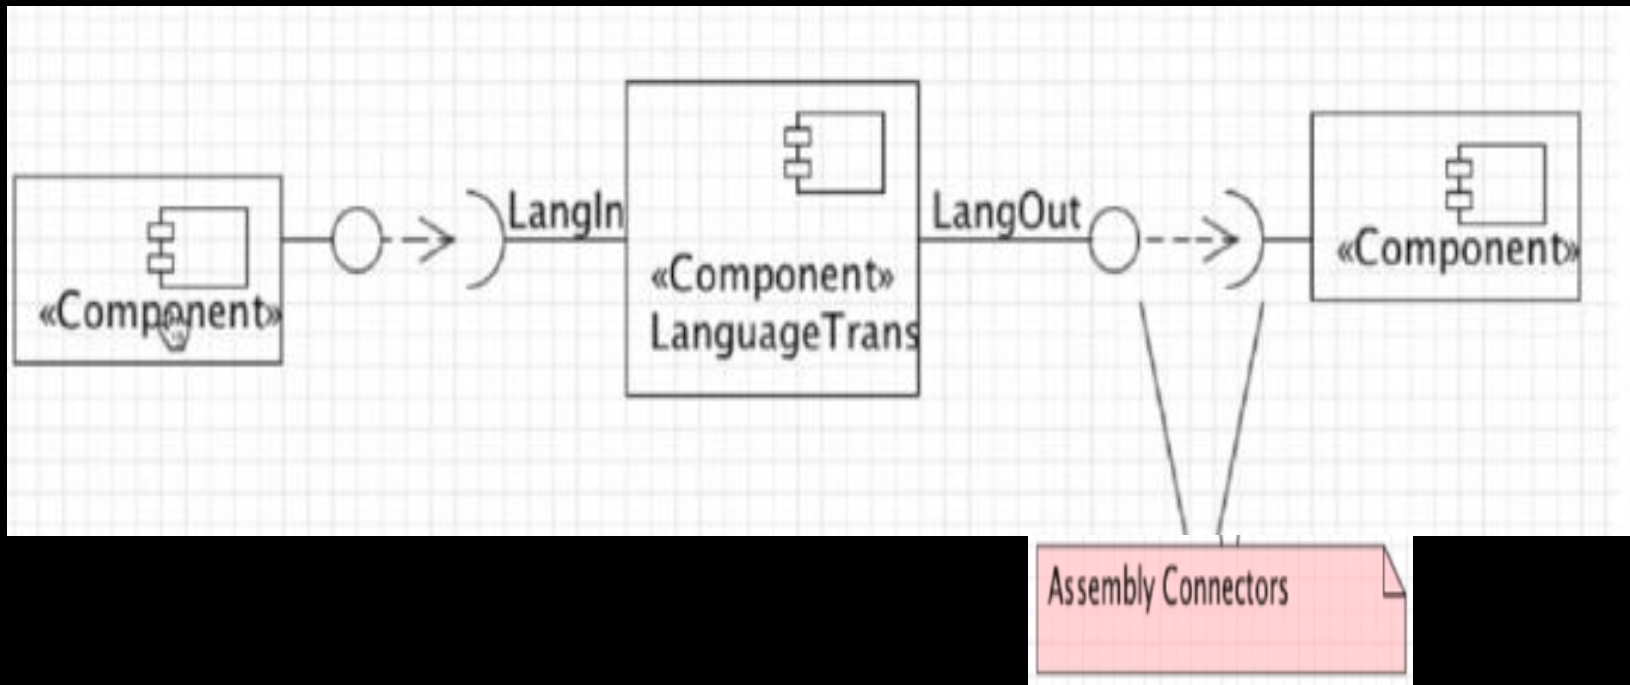 «Component»
LangIn
«Component»
LanguageTrans
LangOut
«Component»
Assembly Connectors